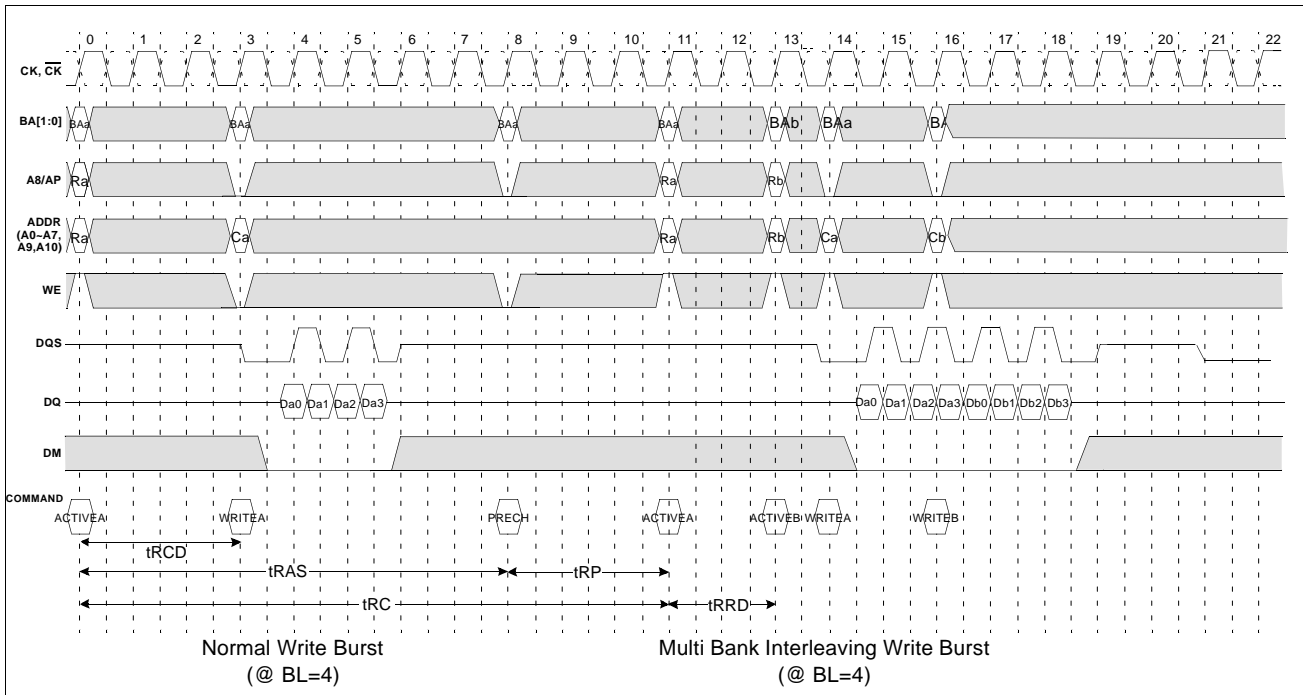 0 1 2 3 4 5 6 7 8 9 10 11 12 13 14 15 16 17 18 19 20 21 22
CK, CK
BA[1:0] BAa BAa BAa BAa BAb BAa BA
A8/AP Ra Ra Rb
ADDR
(A0~A7,
A9,A10)
Ra Ca Ra Rb Ca Cb
WE
DQS
DQ Da0 Da1 Da2 Da3 Da0 Da1 Da2 Da3 Db0 Db1 Db2 Db3
DM
COMMAND
ACTIVEA WRITEA PRECH ACTIVEA ACTIVEB WRITEA WRITEB
tRCD
tRAS tRP
tRC tRRD
Normal Write Burst Multi Bank Interleaving Write Burst
(@ BL=4) (@ BL=4)